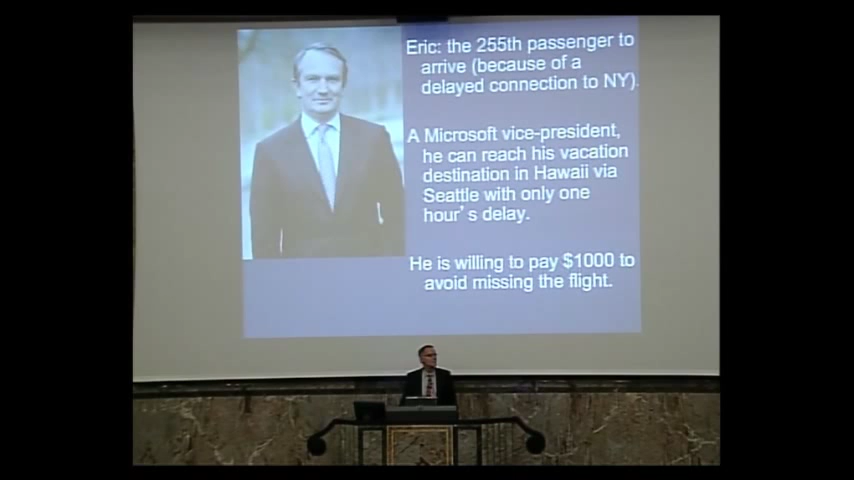 Eric: the 255th passenger to
arrive (because of a
delayed connection to NY).
A Microsoft vice-president,
he can reach his vacation
destination in Hawaii via
Seattle with only one
hour's delay.
He is willing to pay $1000 to
avoid missing the flight.